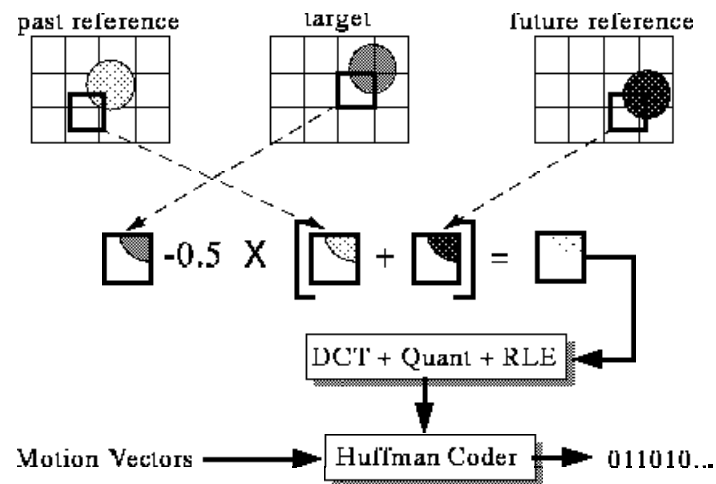 past reference
target
future reference
-0.5 X [ + ] =
DCT + Quant + RLE
Motion Vectors
Huffman Coder
011010...